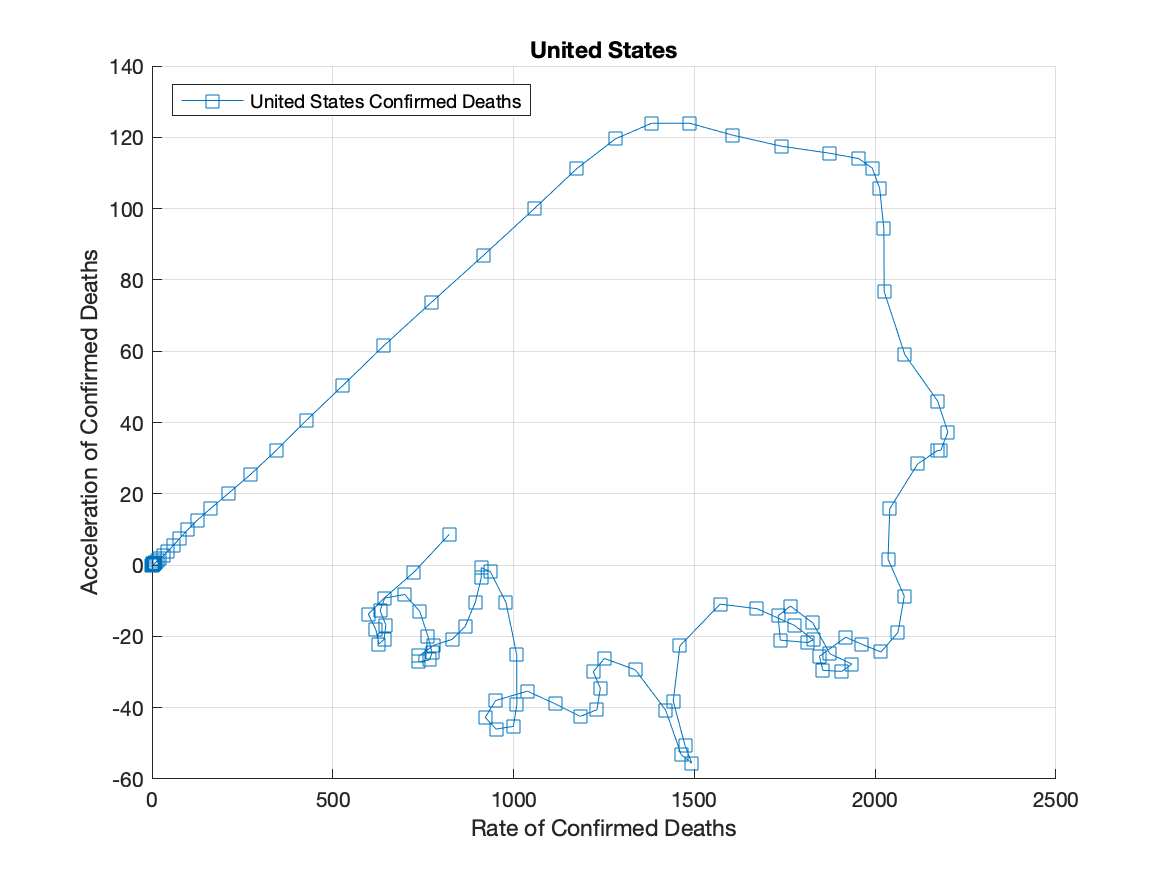 United States
140
United States Confirmed Deaths
120
100
80
60
40
20
0
-20
-40
-60
Acceleration of Confirmed Deaths
0 500 1000 1500 2000 2500
Rate of Confirmed Deaths